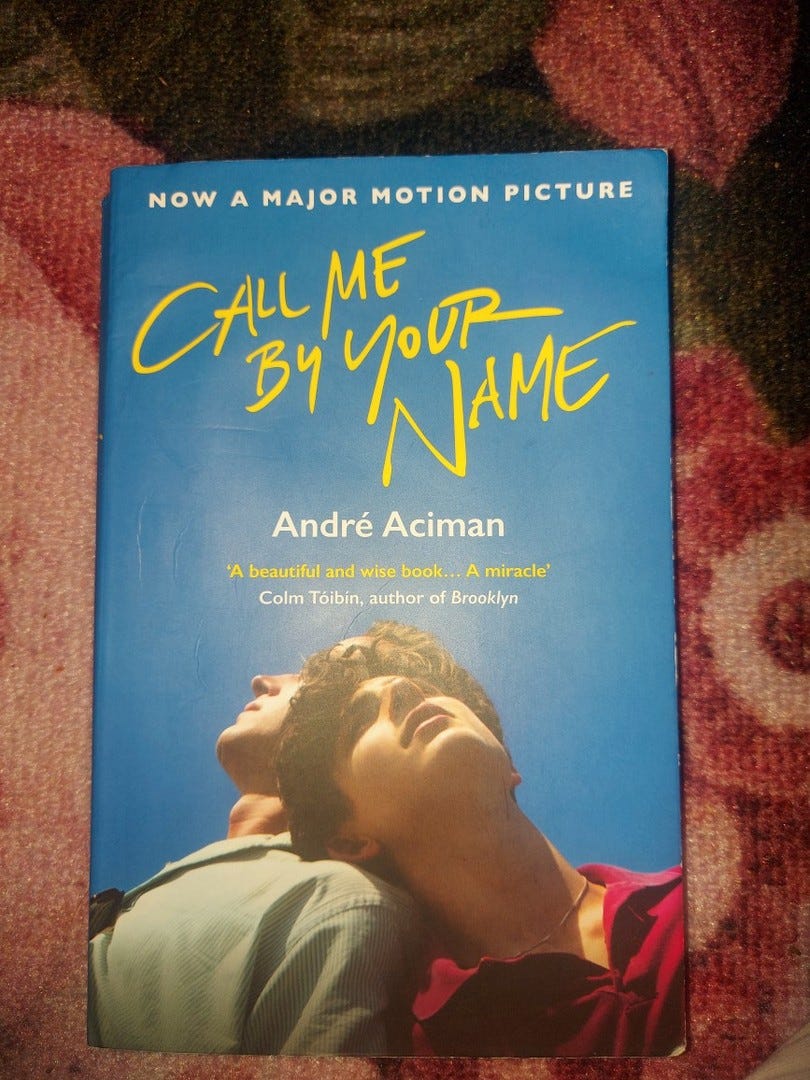 NOW A MAJOR MOTION PICTURE
CALL ME
BY YOUR
NAME
André Aciman
‘A beautiful and wise book... A miracle’
Colm Tóibín, author of Brooklyn